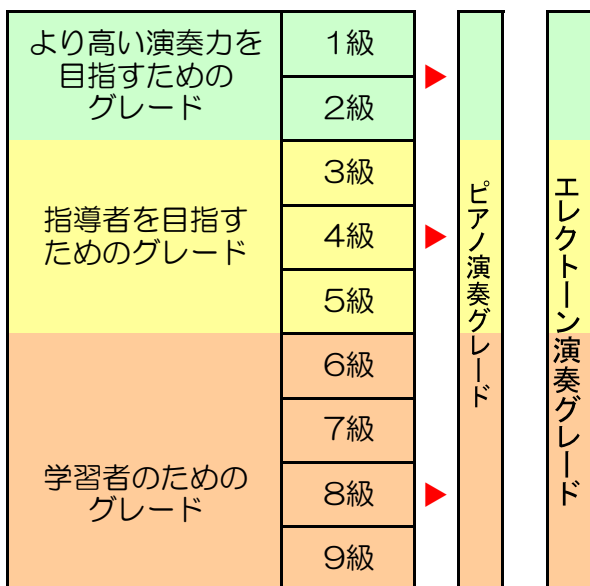 より高い演奏力を
目指すための
グレード
1級
2級
指導者を目指す
ためのグレード
3級
4級
5級
学習者のための
グレード
6級
7級
8級
9級
ピアノ演奏グレード
エレクトーン演奏グレード